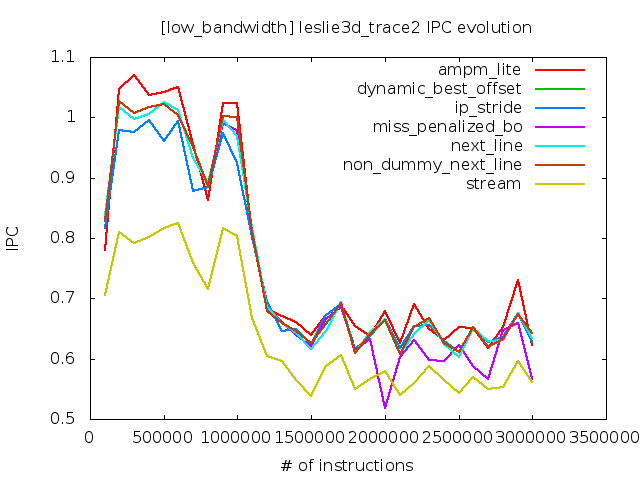 [low_bandwidth] leslie3d_trace2 IPC evolution
1.1
1
0.9
0.8
0.7
0.6
0.5
IPC
ampm_lite
dynamic_best_offset
ip_stride
miss_penalized_bo
next_line
non_dummy_next_line
stream
0 500000 1000000 1500000 2000000 2500000 3000000 3500000
# of instructions